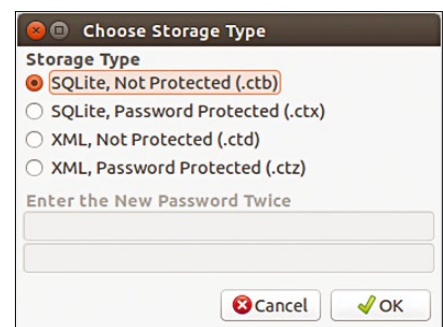 Choose Storage Type
Storage Type
SQLite, Not Protected (.ctb)
SQLite, Password Protected (.ctx)
XML, Not Protected (.ctd)
XML, Password Protected (.ctz)
Enter the New Password Twice
Cancel OK